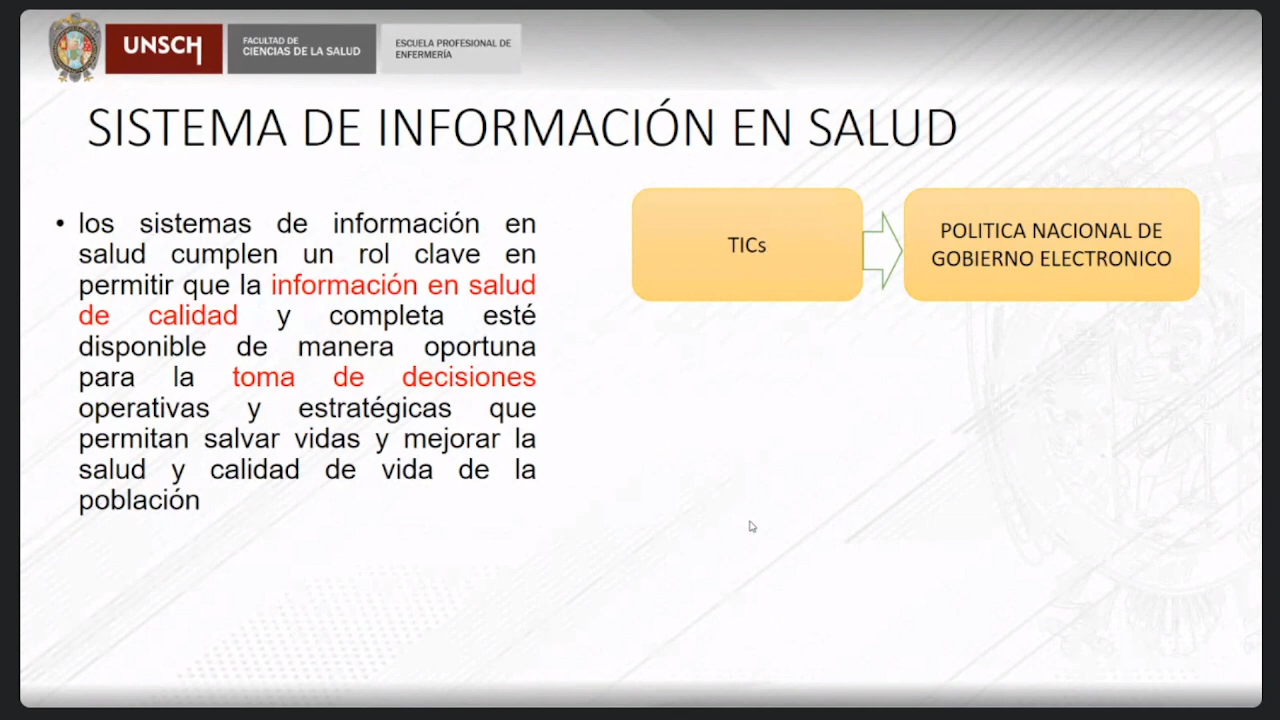 UNSCH
FACULTAD DE
CIENCIAS DE LA SALUD
ESCUELA PROFESIONAL DE
ENFERMERÍA
SISTEMA DE INFORMACIÓN EN SALUD
• los sistemas de información en
salud cumplen un rol clave en
permitir que la información en salud
de calidad y completa esté
disponible de manera oportuna
para la toma de decisiones
operativas y estratégicas que
permitan salvar vidas y mejorar la
salud y calidad de vida de la
población
TICs
POLITICA NACIONAL DE
GOBIERNO ELECTRONICO